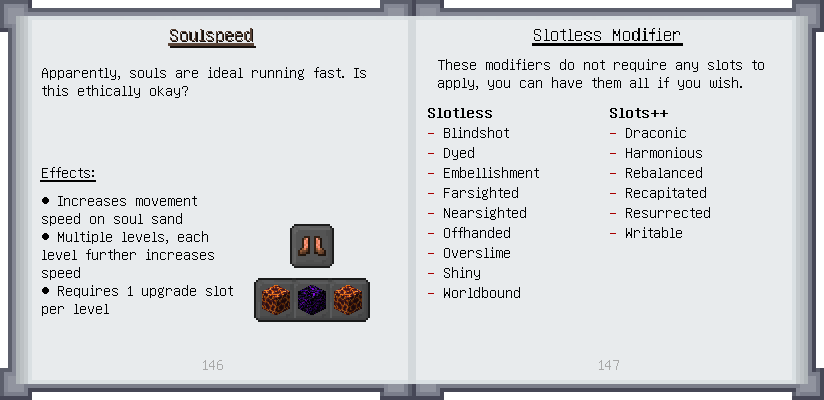 Soulspeed
Apparently, souls are ideal running fast. Is
this ethically okay?
Effects:
● Increases movement
speed on soul sand
● Multiple levels, each
level further increases
speed
● Requires 1 upgrade slot
per level
146
Slotless Modifier
These modifiers do not require any slots to
apply, you can have them all if you wish.
Slotless
- Blindshot
- Dyed
- Embellishment
- Farsighted
- Nearsighted
- Offhanded
- Overslime
- Shiny
- Worldbound
Slots++
- Draconic
- Harmonious
- Rebalanced
- Recapitated
- Resurrected
- Writable
147